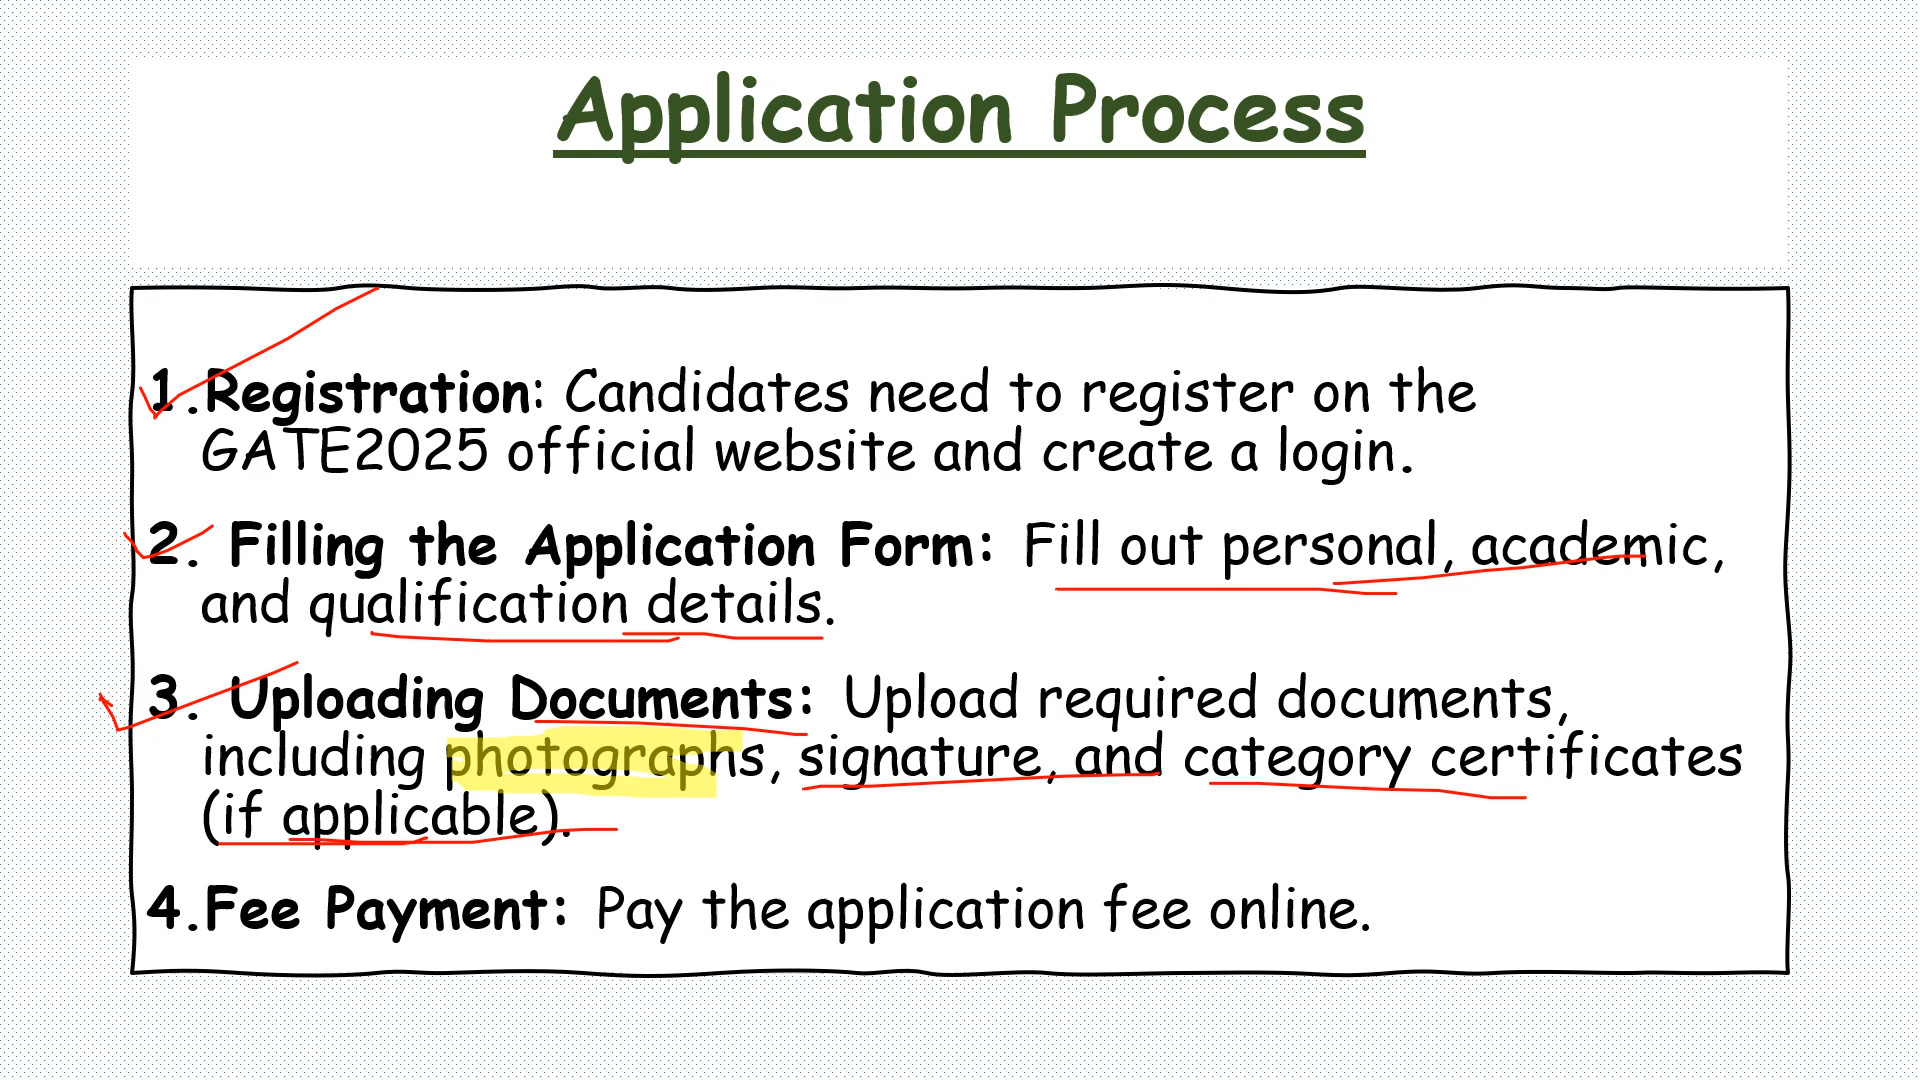 Application Process
1.Registration: Candidates need to register on the
GATE2025 official website and create a login.
2. Filling the Application Form: Fill out personal, academic,
and qualification details.
3. Uploading Documents: Upload required documents,
including photographs, signature, and category certificates
(if applicable).
4.Fee Payment: Pay the application fee online.